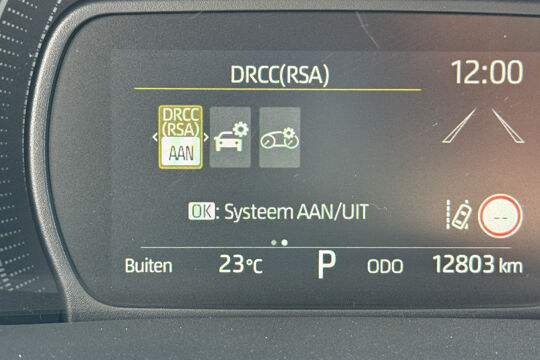 DRCC(RSA)
12:00
DRCC
(RSA)
AAN
OK: Systeem AAN/UIT
--
Buiten 23°C P ODO 12803 km